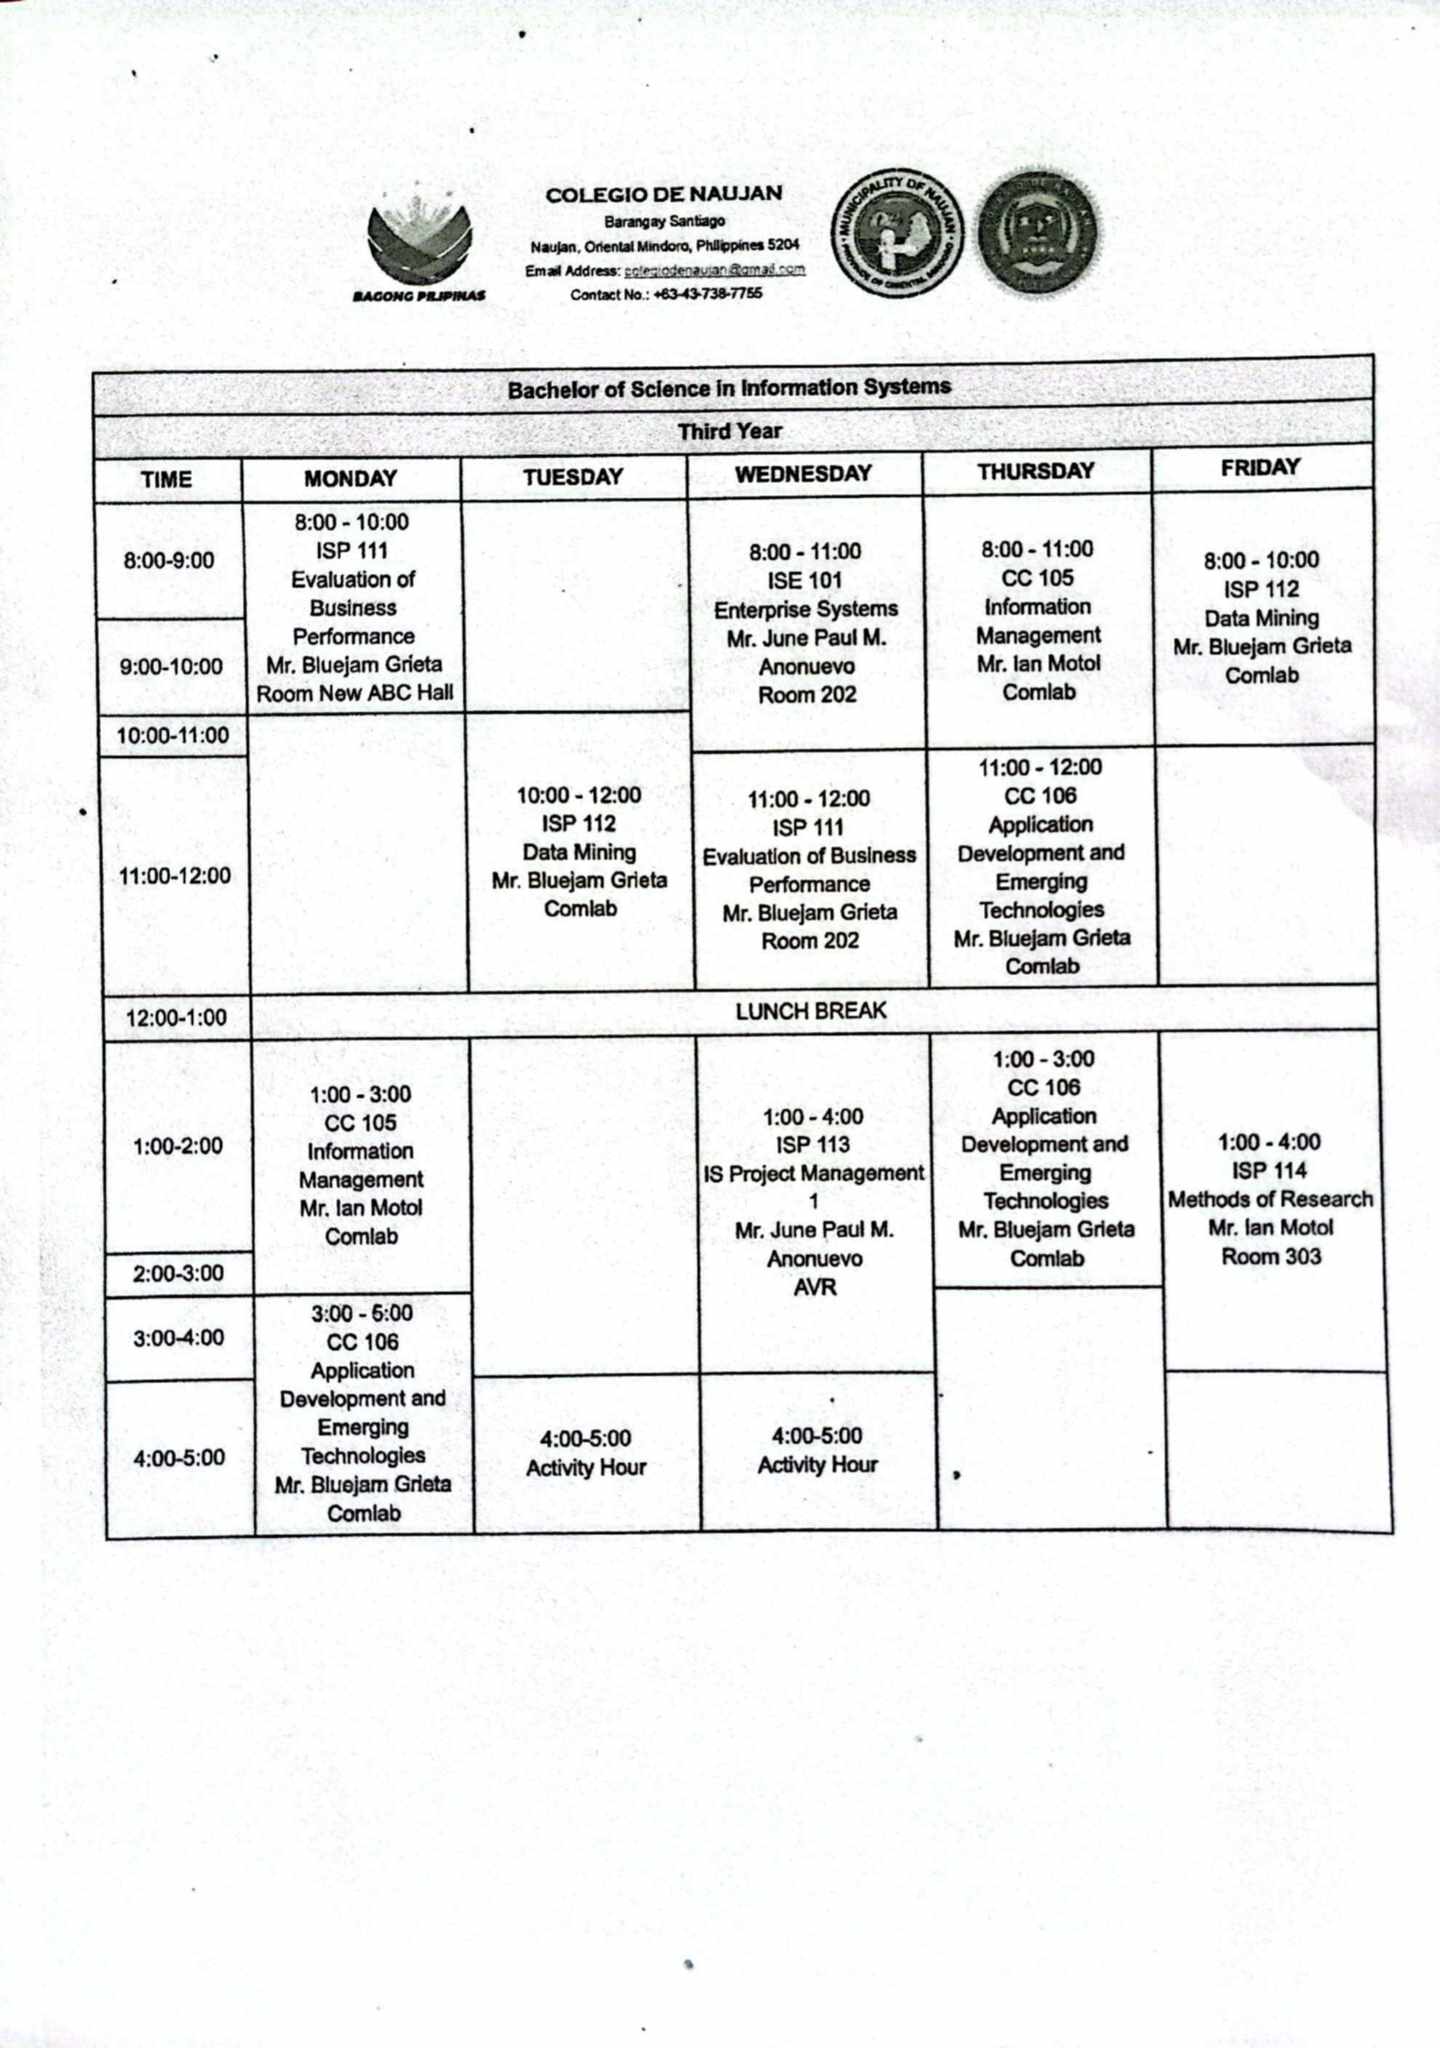 COLEGIO DE NAUJAN
Barangay Santiago
Naujan, Oriental Mindoro, Philippines 5204
Email Address: colegiodenaujan@gmail.com
Contact No.: +63-43-738-7755
BAGONG PILIPINAS
MUNICIPALITY OF NAUJAN
PROVINCE OF ORIENTAL MINDORO
Bachelor of Science in Information Systems
Third Year
TIME
MONDAY
TUESDAY
WEDNESDAY
THURSDAY
FRIDAY
8:00-9:00
9:00-10:00
10:00-11:00
11:00-12:00
8:00 - 10:00
ISP 111
Evaluation of
Business
Performance
Mr. Bluejam Grieta
Room New ABC Hall
10:00 - 12:00
ISP 112
Data Mining
Mr. Bluejam Grieta
Comlab
8:00 - 11:00
ISE 101
Enterprise Systems
Mr. June Paul M.
Anonuevo
Room 202
11:00 - 12:00
ISP 111
Evaluation of Business
Performance
Mr. Bluejam Grieta
Room 202
8:00 - 11:00
CC 105
Information
Management
Mr. Ian Motol
Comlab
11:00 - 12:00
CC 106
Application
Development and
Emerging
Technologies
Mr. Bluejam Grieta
Comlab
8:00 - 10:00
ISP 112
Data Mining
Mr. Bluejam Grieta
Comlab
12:00-1:00
LUNCH BREAK
1:00-2:00
2:00-3:00
3:00-4:00
4:00-5:00
1:00 - 3:00
CC 105
Information
Management
Mr. Ian Motol
Comlab
3:00 - 5:00
CC 106
Application
Development and
Emerging
Technologies
Mr. Bluejam Grieta
Comlab
4:00-5:00
Activity Hour
1:00 - 4:00
ISP 113
IS Project Management
1
Mr. June Paul M.
Anonuevo
AVR
4:00-5:00
Activity Hour
1:00 - 3:00
CC 106
Application
Development and
Emerging
Technologies
Mr. Bluejam Grieta
Comlab
1:00 - 4:00
ISP 114
Methods of Research
Mr. Ian Motol
Room 303